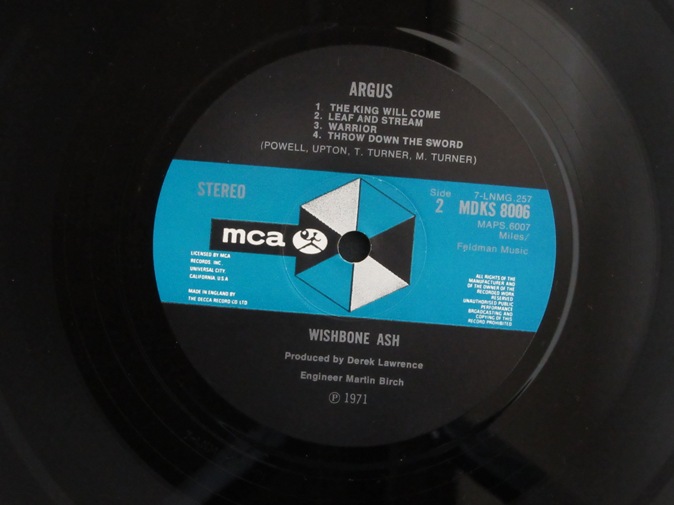 ARGUS
1. THE KING WILL COME
2. LEAF AND STREAM
3. WARRIOR
4. THROW DOWN THE SWORD
(POWELL, UPTON, T. TURNER, M. TURNER)
STEREO
Side
2
7-LNMG.257
MDKS 8006
MAPS.6007
Miles/
Feldman Music
mca
LICENSED BY MCA
RECORDS INC.
UNIVERSAL CITY.
CALIFORNIA U.S.A
MADE IN ENGLAND BY
THE DECCA RECORD CO LTD
ALL RIGHTS OF THE
MANUFACTURER AND
OF THE OWNER OF THE
RECORDED WORK
RESERVED
UNAUTHORISED PUBLIC
PERFORMANCE
BROADCASTING AND
COPYING OF THIS
RECORD PROHIBITED
WISHBONE ASH
Produced by Derek Lawrence
Engineer Martin Birch
℗ 1971